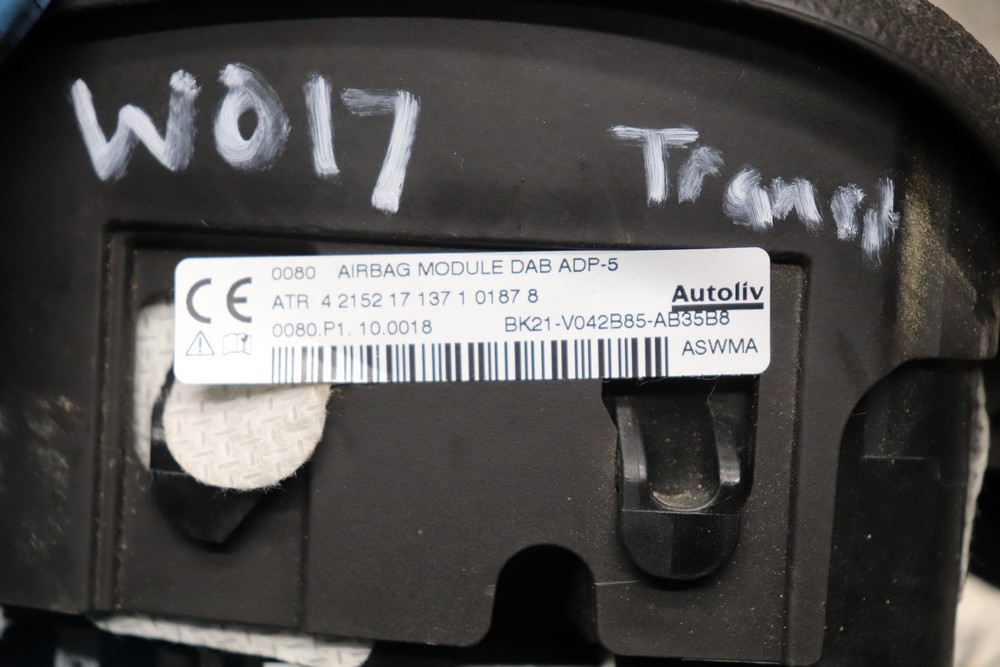 WO17
Transit
CE 0080 AIRBAG MODULE DAB ADP-5
ATR 4 2152 17 137 1 0187 8
Autoliv
0080.P1. 10.0018 BK21-V042B85-AB35B8
ASWMA